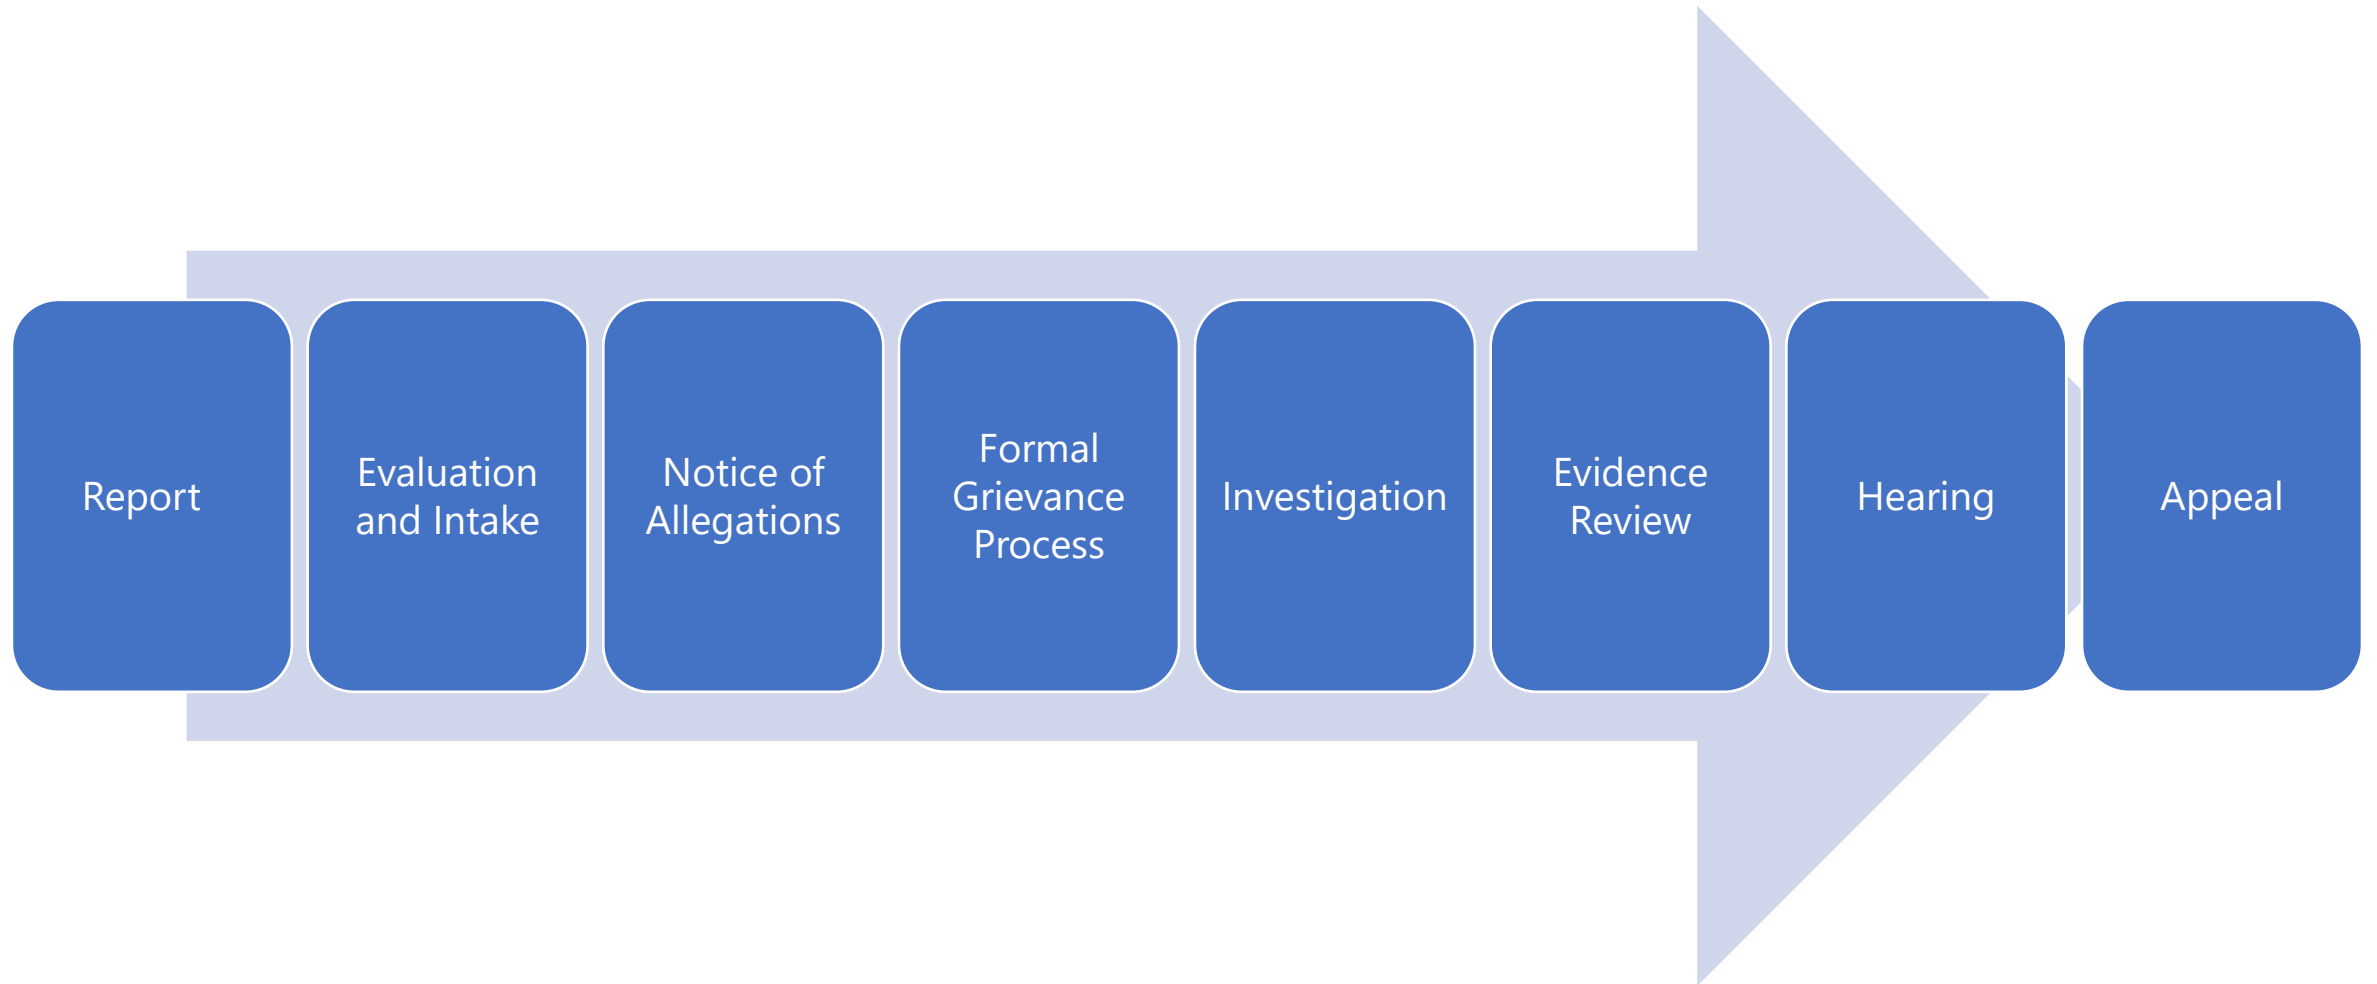 Report
Evaluation
and Intake
Notice of
Allegations
Formal
Grievance
Process
Investigation
Evidence
Review
Hearing
Appeal